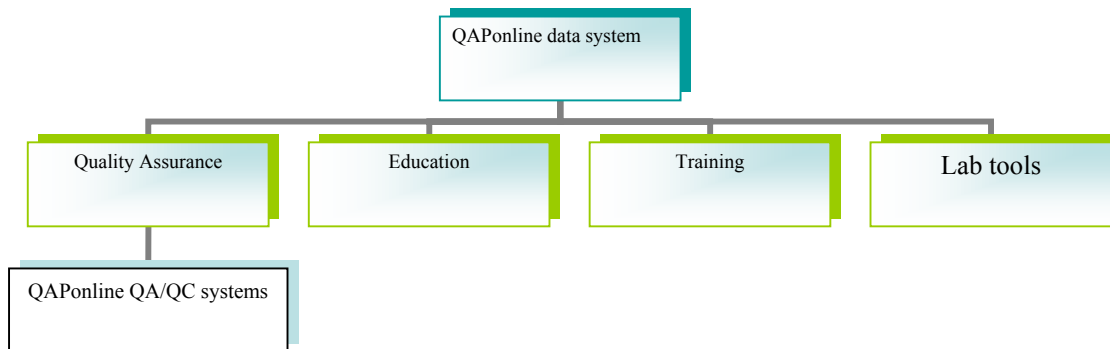 QAPonline data system
Quality Assurance
Education
Training
Lab tools
QAPonline QA/QC systems